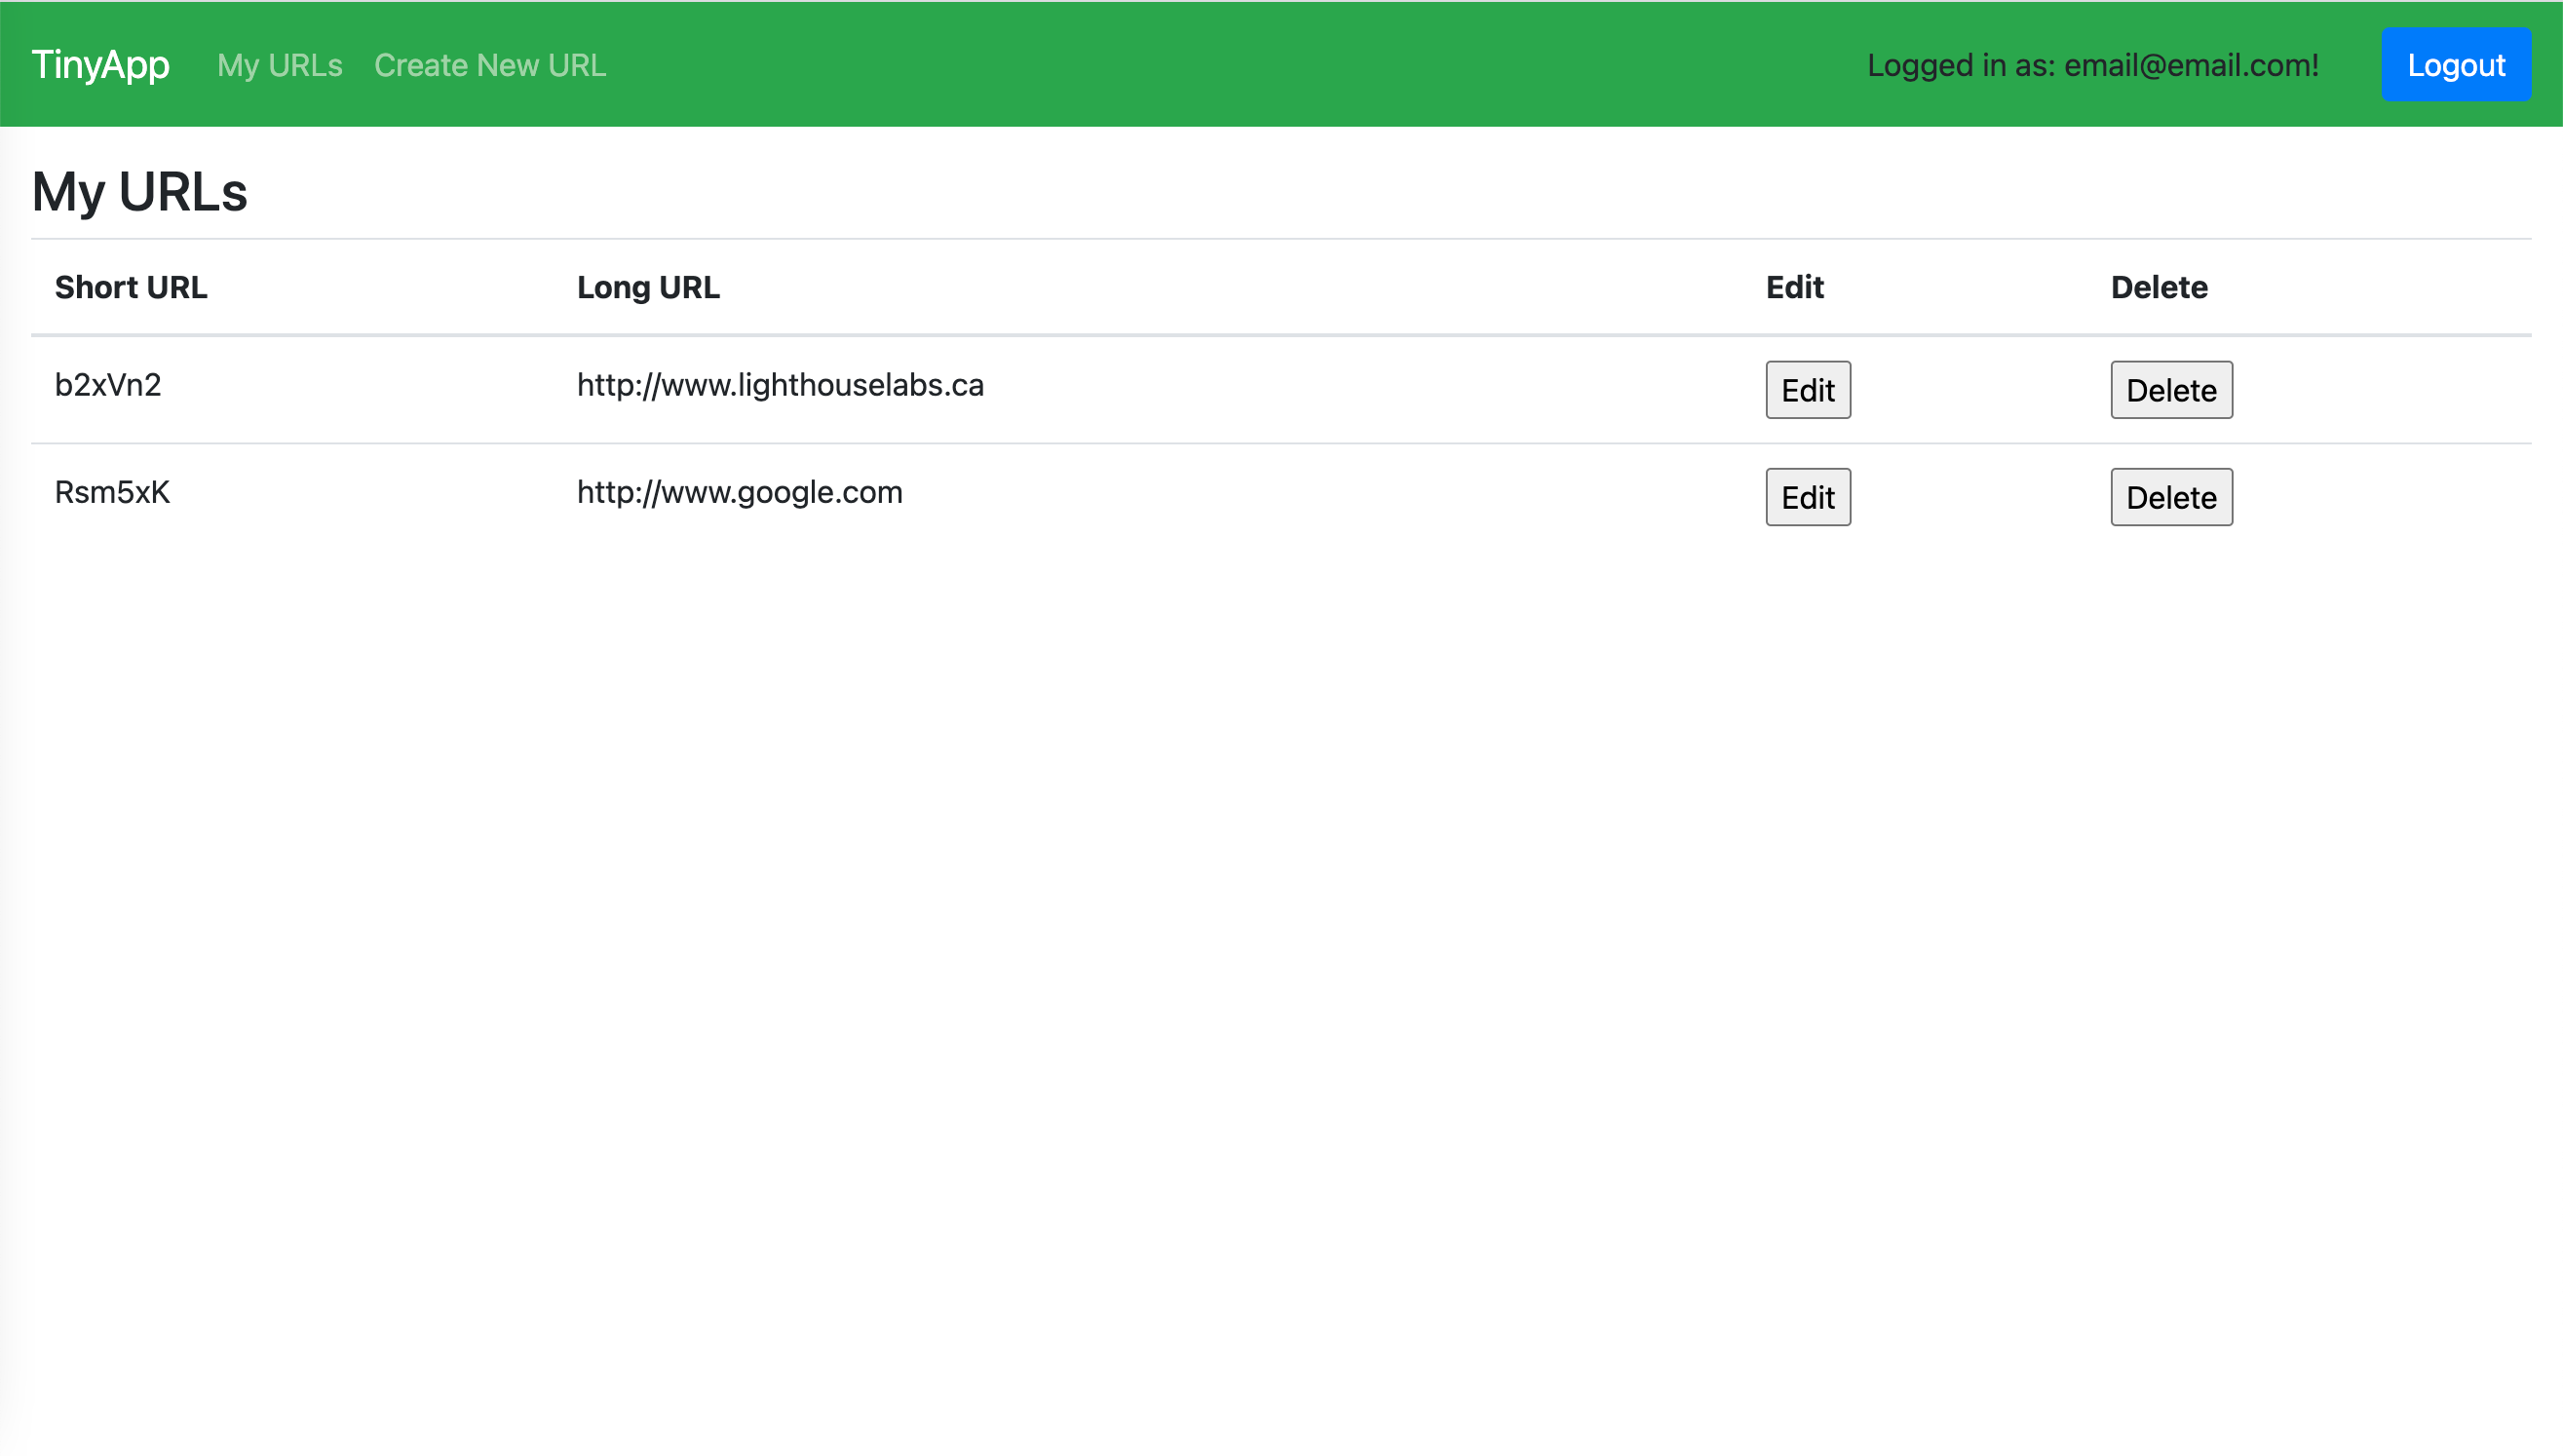 TinyApp My URLs Create New URL Logged in as: email@email.com! Logout
My URLs
Short URL Long URL Edit Delete
b2xVn2 http://www.lighthouselabs.ca Edit Delete
Rsm5xK http://www.google.com Edit Delete